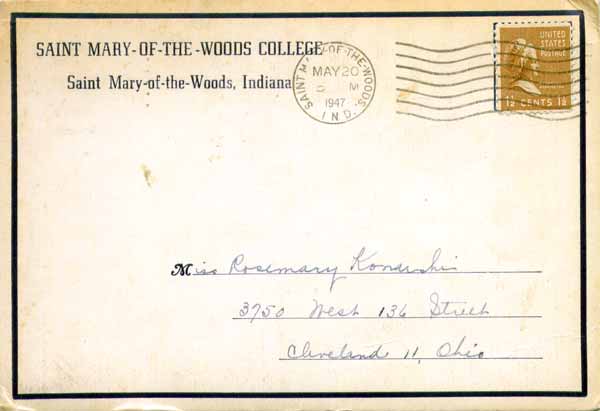 SAINT MARY-OF-THE-WOODS COLLEGE
Saint Mary-of-the-Woods, Indiana
SAINT MARY-OF-THE-WOODS
MAY 20
M
1947
IND.
UNITED
STATES
POSTAGE
1½ CENTS 1½
Miss Rosemary
3750 West 136 Street
Cleveland 11, Ohio